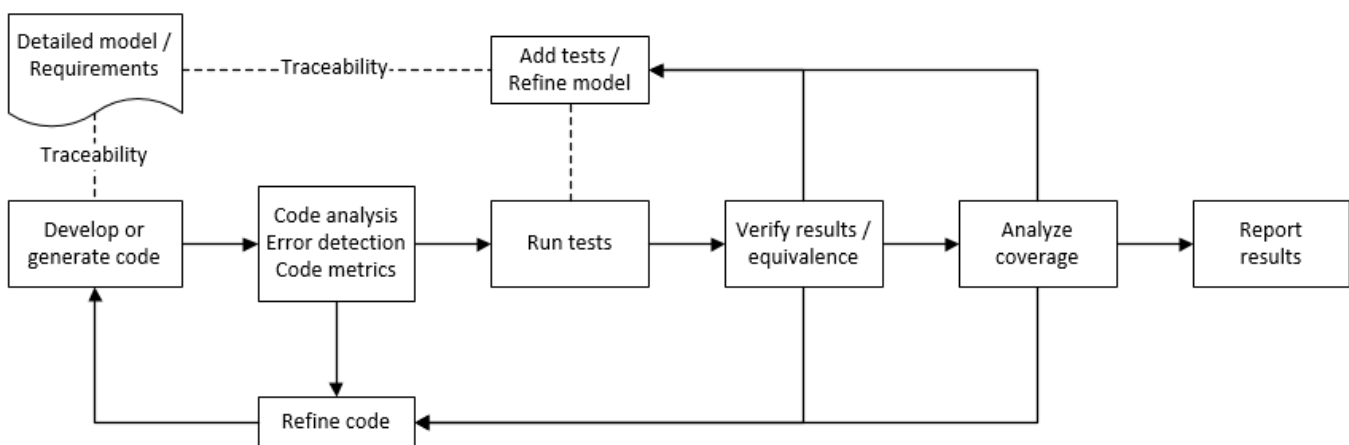 Detailed model /
Requirements
Traceability
Add tests /
Refine model
Traceability
Develop or
generate code
Code analysis
Error detection
Code metrics
Run tests
Verify results /
equivalence
Analyze
coverage
Report
results
Refine code